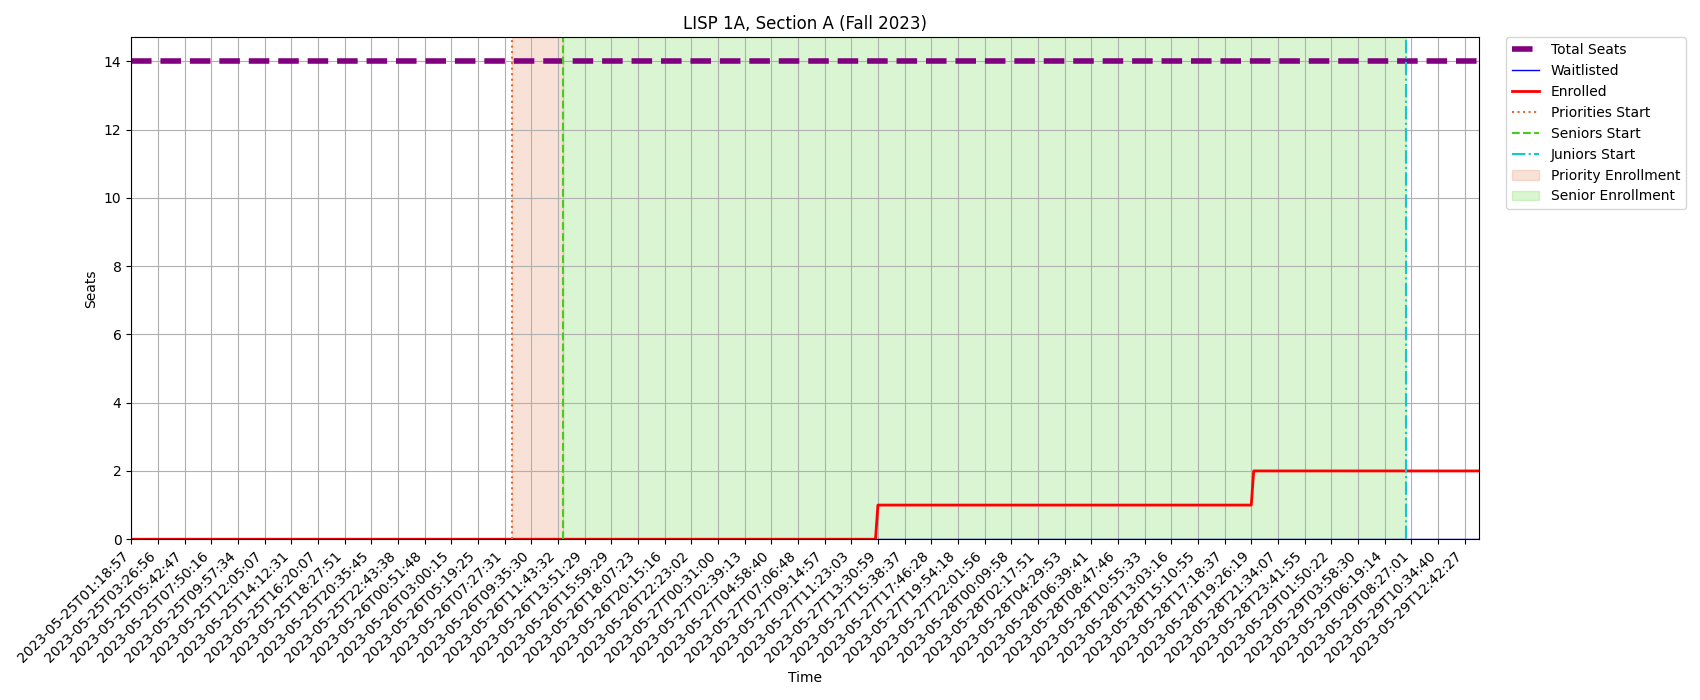 LISP 1A, Section A (Fall 2023)
Total Seats
Waitlisted
Enrolled
Priorities Start
Seniors Start
Juniors Start
Priority Enrollment
Senior Enrollment
Seats
14
12
10
8
6
4
2
0
2023-05-25T01:18:57
2023-05-25T03:26:56
2023-05-25T05:42:47
2023-05-25T07:50:16
2023-05-25T09:57:34
2023-05-25T12:05:07
2023-05-25T14:12:31
2023-05-25T16:20:07
2023-05-25T18:27:51
2023-05-25T20:35:45
2023-05-25T22:43:38
2023-05-26T00:51:48
2023-05-26T03:00:15
2023-05-26T05:19:25
2023-05-26T07:27:31
2023-05-26T09:35:30
2023-05-26T11:43:32
2023-05-26T13:51:29
2023-05-26T15:59:29
2023-05-26T18:07:23
2023-05-26T20:15:16
2023-05-26T22:23:02
2023-05-27T00:31:00
2023-05-27T02:39:13
2023-05-27T04:58:40
2023-05-27T07:06:48
2023-05-27T09:14:57
2023-05-27T11:23:03
2023-05-27T13:30:59
2023-05-27T15:38:37
2023-05-27T17:46:28
2023-05-27T19:54:18
2023-05-27T22:01:56
2023-05-28T00:09:58
2023-05-28T02:17:51
2023-05-28T04:29:53
2023-05-28T06:39:41
2023-05-28T08:47:46
2023-05-28T10:55:33
2023-05-28T13:03:16
2023-05-28T15:10:55
2023-05-28T17:18:37
2023-05-28T19:26:19
2023-05-28T21:34:07
2023-05-28T23:41:55
2023-05-29T01:50:22
2023-05-29T03:58:30
2023-05-29T06:19:14
2023-05-29T08:27:01
2023-05-29T10:34:40
2023-05-29T12:42:27
Time